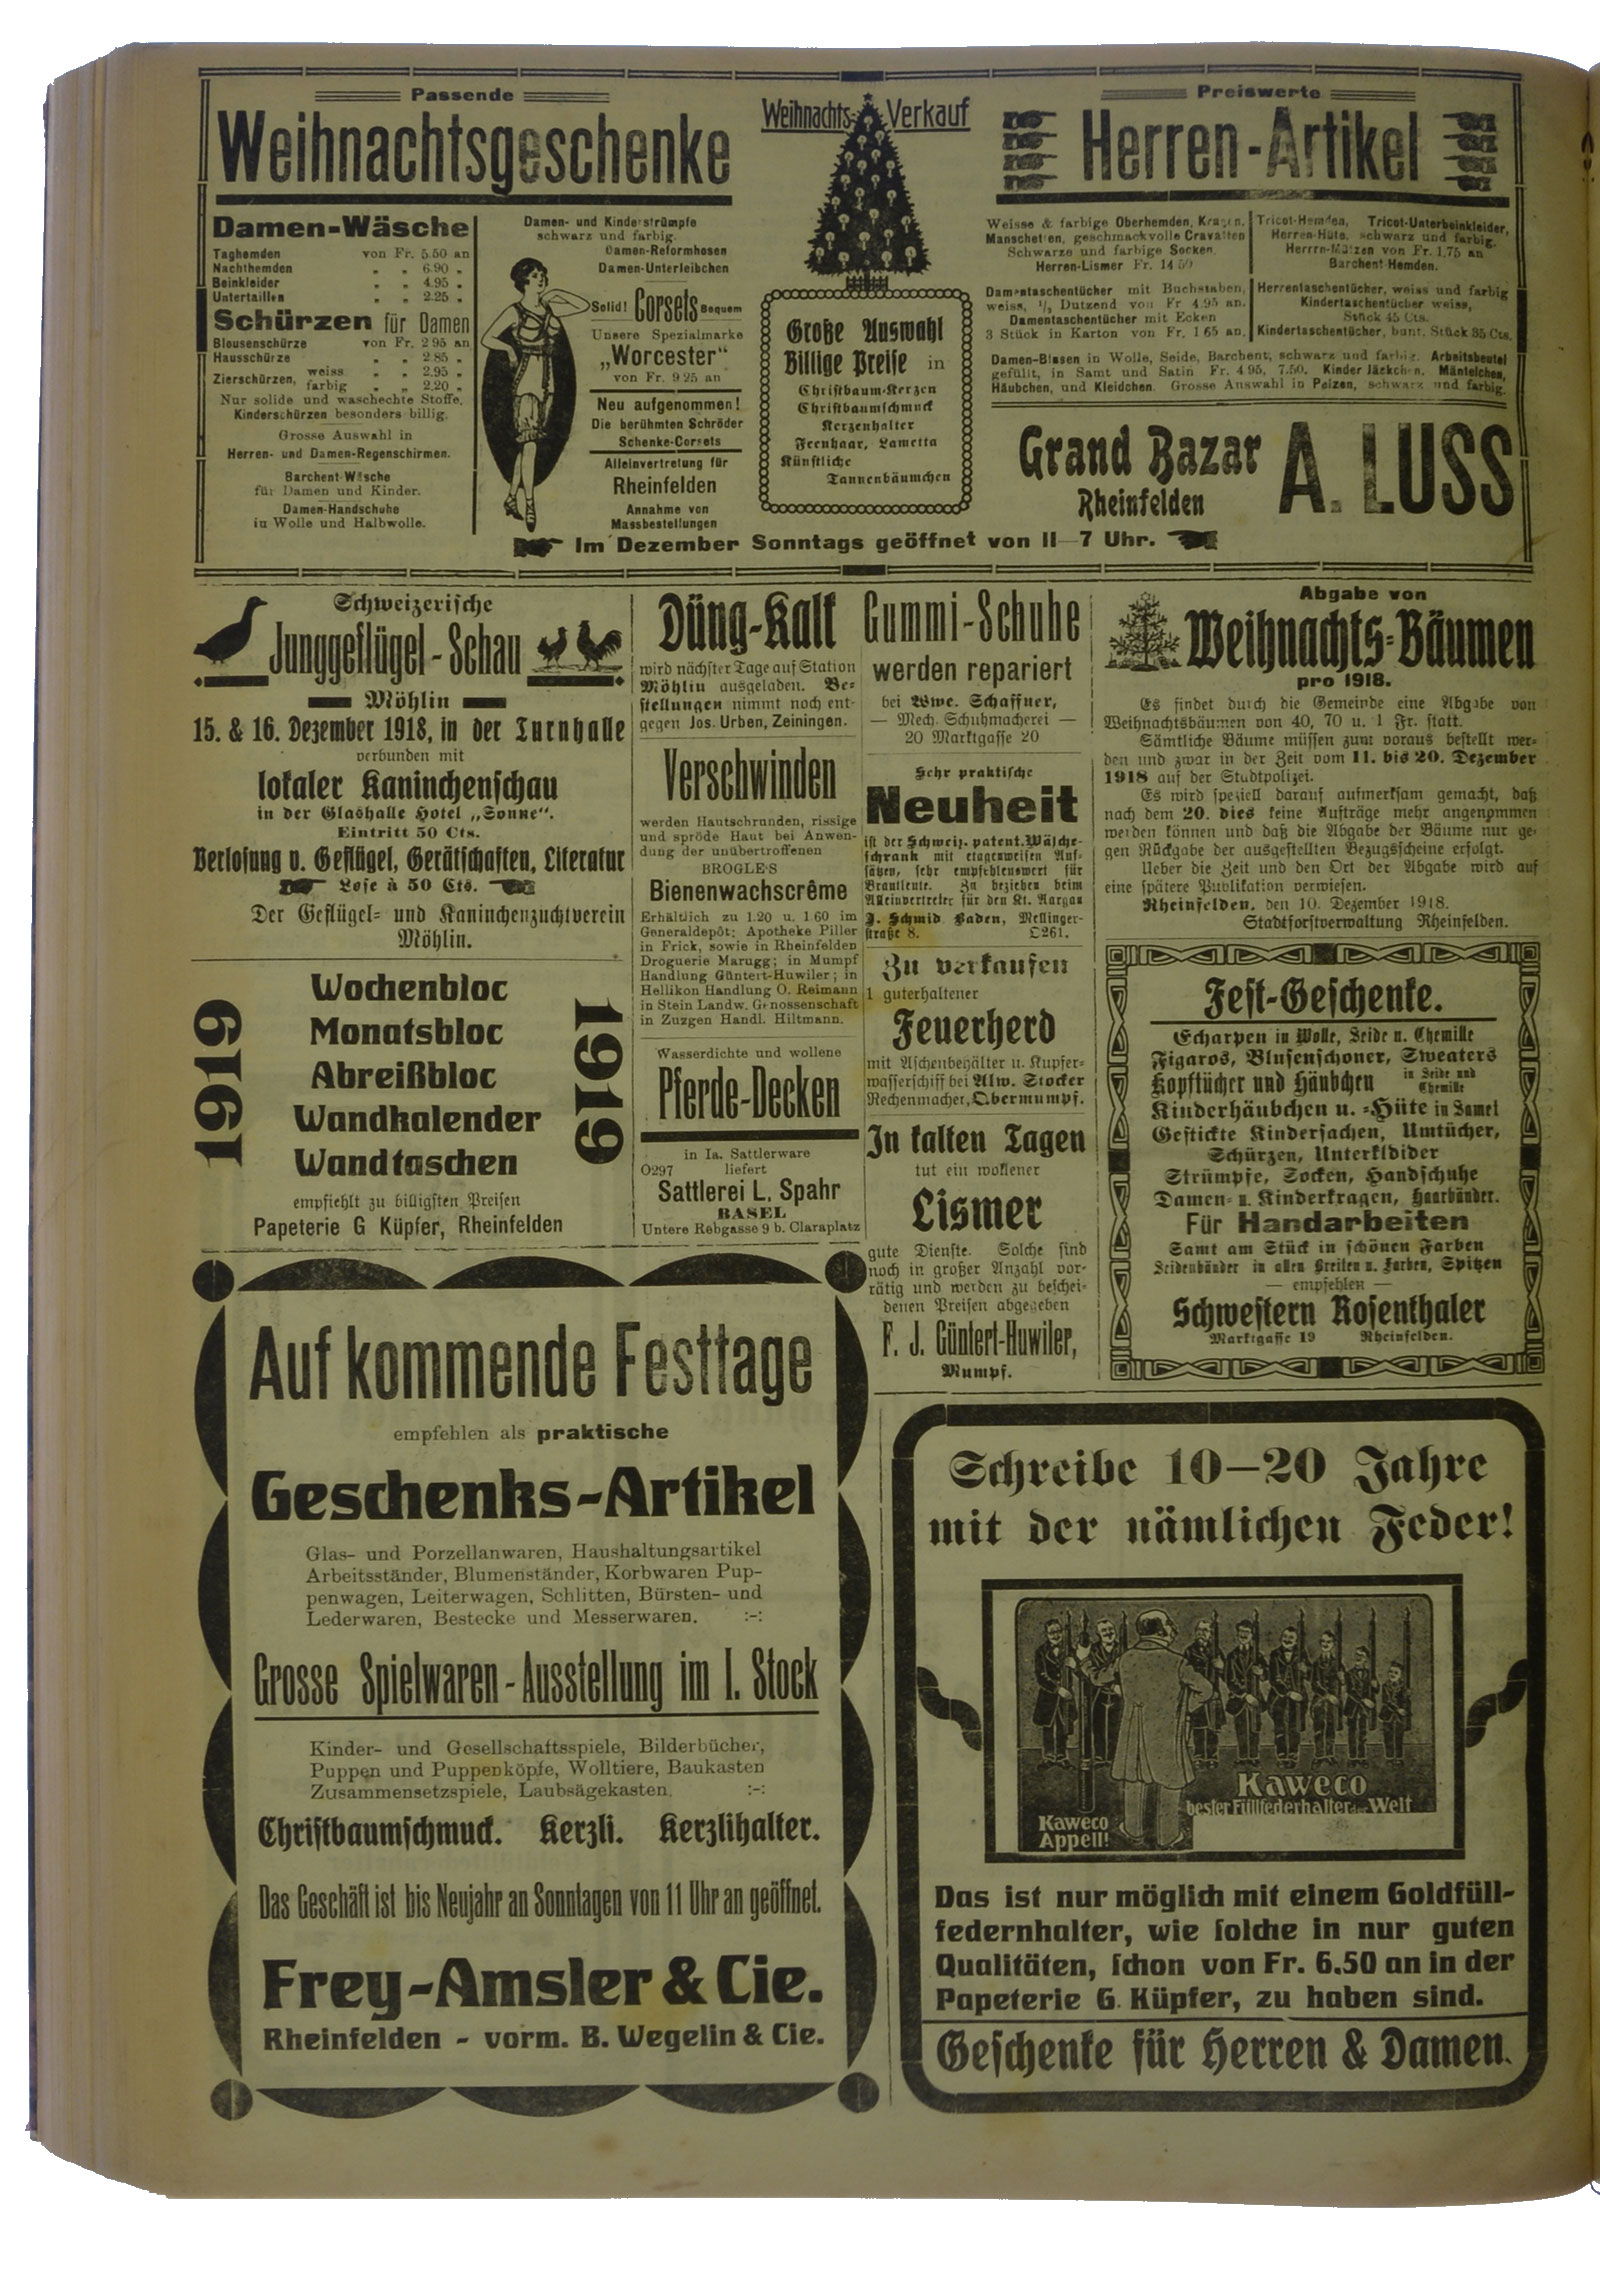 Passende
Weihnachtsgeschenke
Damen-Wäsche
Taghemden von Fr. 5.50 an
Nachthemden „ „ 6.90 „
Beinkleider „ „ 4.95 „
Untertaillen „ „ 2.25 „
Schürzen für Damen
Blousenschürze von Fr. 2 95 an
Hausschürze „ „ 2.85 „
Zierschürzen, weiss „ „ 2.95 „
farbig „ „ 2.20 „
Nur solide und waschechte Stoffe.
Kinderschürzen besonders billig.
Grosse Auswahl in
Herren- und Damen-Regenschirmen.
Barchent-Wäsche
für Damen und Kinder.
Damen-Handschuhe
in Wolle und Halbwolle.
Damen- und Kinderstrümpfe
schwarz und farbig.
Damen-Reformhosen
Damen-Unterleibchen
Solid! Corsets Bequem
Unsere Spezialmarke
„Worcester“
von Fr. 9 25 an
Neu aufgenommen!
Die berühmten Schröder
Schenke-Corsets
Alleinvertretung für
Rheinfelden
Annahme von
Massbestellungen
Weihnachts-Verkauf
Große Auswahl
Billige Preise in
Christbaum-Kerzen
Christbaumschmuck
Kerzenhalter
Feenhaar, Lametta
Künstliche
Tannenbäumchen
Preiswerte
Herren-Artikel
Weisse & farbige Oberhemden, Kragen,
Manschetten, geschmackvolle Cravatten
Schwarze und farbige Socken.
Herren-Lismer Fr. 14 50
Tricot-Hemden, Tricot-Unterbeinkleider,
Herren-Hüte, schwarz und farbig,
Herren-Mützen von Fr. 1.75 an
Barchent Hemden.
Damentaschentücher mit Buchstaben,
weiss, 1/2 Dutzend von Fr 4.95 an.
Damentaschentücher mit Ecken
3 Stück in Karton von Fr. 1 65 an.
Herrentaschentücher, weiss und farbig
Kindertaschentücher weiss,
Stück 45 Cts.
Kindertaschentücher, bunt, Stück 35 Cts.
Damen-Blusen in Wolle, Seide, Barchent, schwarz und farbig. Arbeitsbeutel
gefüllt, in Samt und Satin Fr. 4 95, 7.50. Kinder Jäckchen, Mäntelchen,
Häubchen, und Kleidchen. Grosse Auswahl in Pelzen, schwarz und farbig.
Grand Bazar A. LUSS
Rheinfelden
Im Dezember Sonntags geöffnet von 11–7 Uhr.
Schweizerische
Junggeflügel-Schau
Möhlin
15. & 16. Dezember 1918, in der Turnhalle
verbunden mit
lokaler Kaninchenschau
in der Glashalle Hotel „Sonne“.
Eintritt 50 Cts.
Verlosung v. Geflügel, Gerätschaften, Literatur
Lose à 50 Cts.
Der Geflügel- und Kaninchenzuchtverein
Möhlin.
1919
Wochenbloc
Monatsbloc
Abreißbloc
Wandkalender
Wandtaschen
1919
empfiehlt zu billigsten Preisen
Papeterie G Küpfer, Rheinfelden
Düng-Kalk
wird nächster Tage auf Station
Möhlin ausgeladen. Be-
stellungen nimmt noch ent-
gegen Jos. Urben, Zeiningen.
Verschwinden
werden Hautschrunden, rissige
und spröde Haut bei Anwen-
dung der unübertroffenen
BROGLE'S
Bienenwachscrême
Erhältlich zu 1.20 u. 1.60 im
Generaldepôt: Apotheke Piller
in Frick, sowie in Rheinfelden
Droguerie Marugg; in Mumpf
Handlung Güntert-Huwiler; in
Hellikon Handlung O. Reimann
in Stein Landw. Genossenschaft
in Zuzgen Handl. Hiltmann.
Wasserdichte und wollene
Pferde-Decken
in Ia. Sattlerware
O297 liefert
Sattlerei L. Spahr
BASEL
Untere Rebgasse 9 b. Claraplatz
Gummi-Schuhe
werden repariert
bei Wwe. Schaffner,
— Mech. Schuhmacherei —
20 Marktgasse 20
Sehr praktische
Neuheit
ist der Schweiz. patent. Wäsche-
schrank mit etagenweisen Auf-
sätzen, sehr empfehlenswert für
Brautleute. Zu beziehen beim
Alleinvertreter für den Kt. Aargau
J. Schmid Baden, Mellinger-
straße 8. O261.
Zu verkaufen
1 guterhaltener
Feuerherd
mit Aschenbehälter u. Kupfer-
wasserschiff bei Alw. Stocker
Rechenmacher, Obermumpf.
In kalten Tagen
tut ein wollener
Lismer
gute Dienste. Solche sind
noch in großer Anzahl vor-
rätig und werden zu beschei-
denen Preisen abgegeben
F. J. Güntert-Huwiler,
Mumpf.
Abgabe von
Weihnachts-Bäumen
pro 1918.
Es findet durch die Gemeinde eine Abgabe von
Weihnachtsbäumen von 40, 70 u. 1 Fr. statt.
Sämtliche Bäume müssen zum voraus bestellt wer-
den und zwar in der Zeit vom 11. bis 20. Dezember
1918 auf der Stadtpolizei.
Es wird speziell darauf aufmerksam gemacht, daß
nach dem 20. dies keine Aufträge mehr angenommen
werden können und daß die Abgabe der Bäume nur ge-
gen Rückgabe der ausgestellten Bezugsscheine erfolgt.
Ueber die Zeit und den Ort der Abgabe wird auf
eine spätere Publikation verwiesen.
Rheinfelden, den 10. Dezember 1918.
Stadtforstverwaltung Rheinfelden.
Fest-Geschenke.
Echarpen in Wolle, Seide u. Chemille
Figaros, Blusenschoner, Sweaters
Kopftücher und Häubchen in Seide und Chemille
Kinderhäubchen u. -Hüte in Samet
Gestickte Kindersachen, Umtücher,
Schürzen, Unterkldider
Strümpfe, Socken, Handschuhe
Damen- u. Kinderkragen, Haarbänder.
Für Handarbeiten
Samt am Stück in schönen Farben
Seidenbänder in allen Breiten u. Farben, Spitzen
— empfehlen —
Schwestern Rosenthaler
Marktgasse 19 Rheinfelden.
Auf kommende Festtage
empfehlen als praktische
Geschenks-Artikel
Glas- und Porzellanwaren, Haushaltungsartikel
Arbeitsständer, Blumenständer, Korbwaren Pup-
penwagen, Leiterwagen, Schlitten, Bürsten- und
Lederwaren, Bestecke und Messerwaren. :-:
Grosse Spielwaren-Ausstellung im I. Stock
Kinder- und Gesellschaftsspiele, Bilderbücher,
Puppen und Puppenköpfe, Wolltiere, Baukasten
Zusammensetzspiele, Laubsägekasten. :-:
Christbaumschmuck. Kerzli. Kerzlihalter.
Das Geschäft ist bis Neujahr an Sonntagen von 11 Uhr an geöffnet.
Frey-Amsler & Cie.
Rheinfelden - vorm. B. Wegelin & Cie.
Schreibe 10–20 Jahre
mit der nämlichen Feder!
Kaweco
bester Füllfederhalter der Welt
Kaweco
Appell!
Das ist nur möglich mit einem Goldfüll-
federnhalter, wie solche in nur guten
Qualitäten, schon von Fr. 6.50 an in der
Papeterie G. Küpfer, zu haben sind.
Geschenke für Herren & Damen.